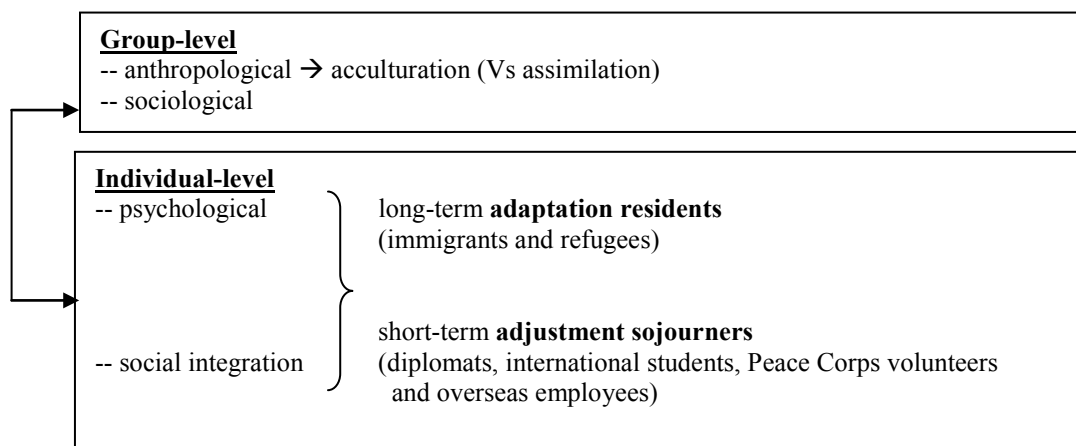 Group-level
-- anthropological → acculturation (Vs assimilation)
-- sociological
Individual-level
-- psychological
long-term adaptation residents
(immigrants and refugees)
short-term adjustment sojourners
-- social integration
(diplomats, international students, Peace Corps volunteers
and overseas employees)